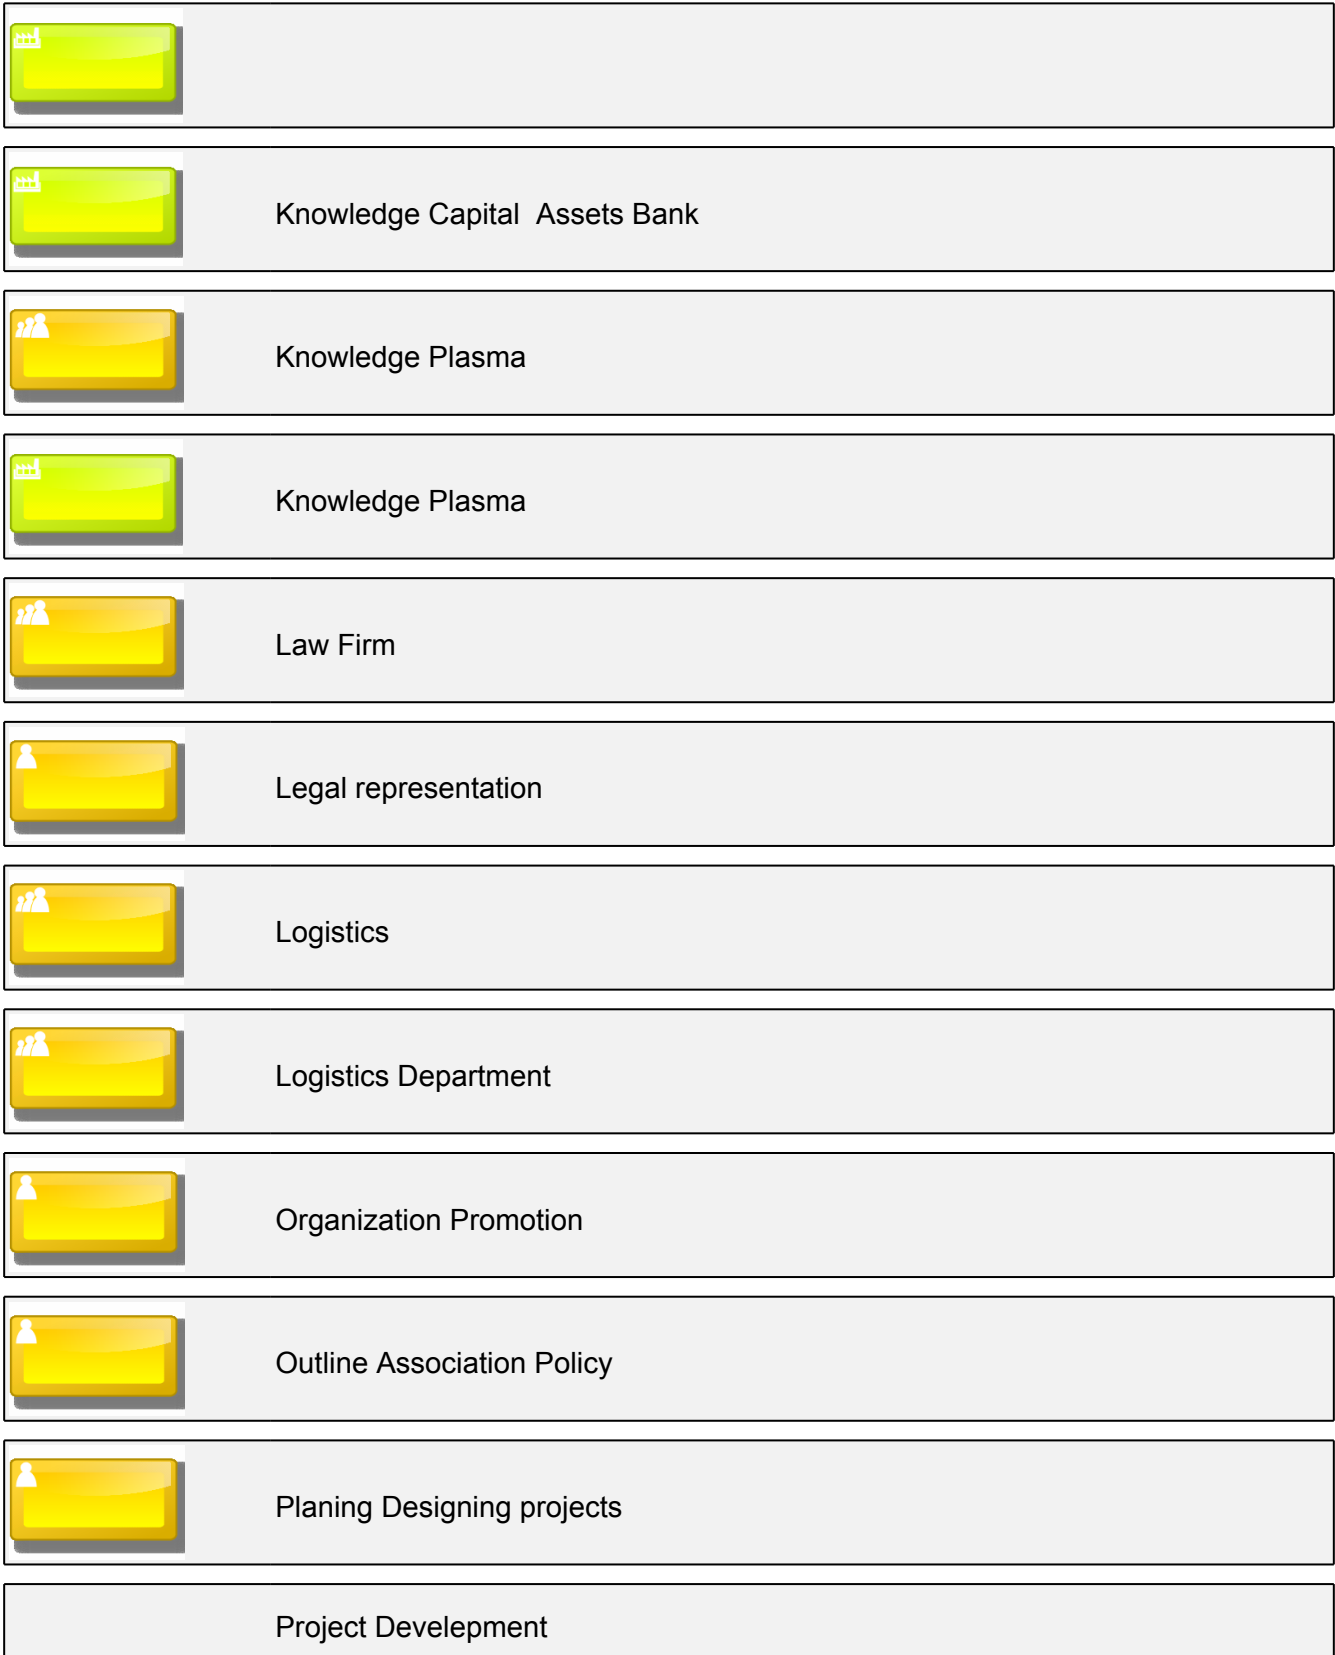 Knowledge Capital  Assets Bank
Knowledge Plasma
Knowledge Plasma
Law Firm
Legal representation
Logistics
Logistics Department
Organization Promotion
Outline Association Policy
Planing Designing projects
Project Develepment